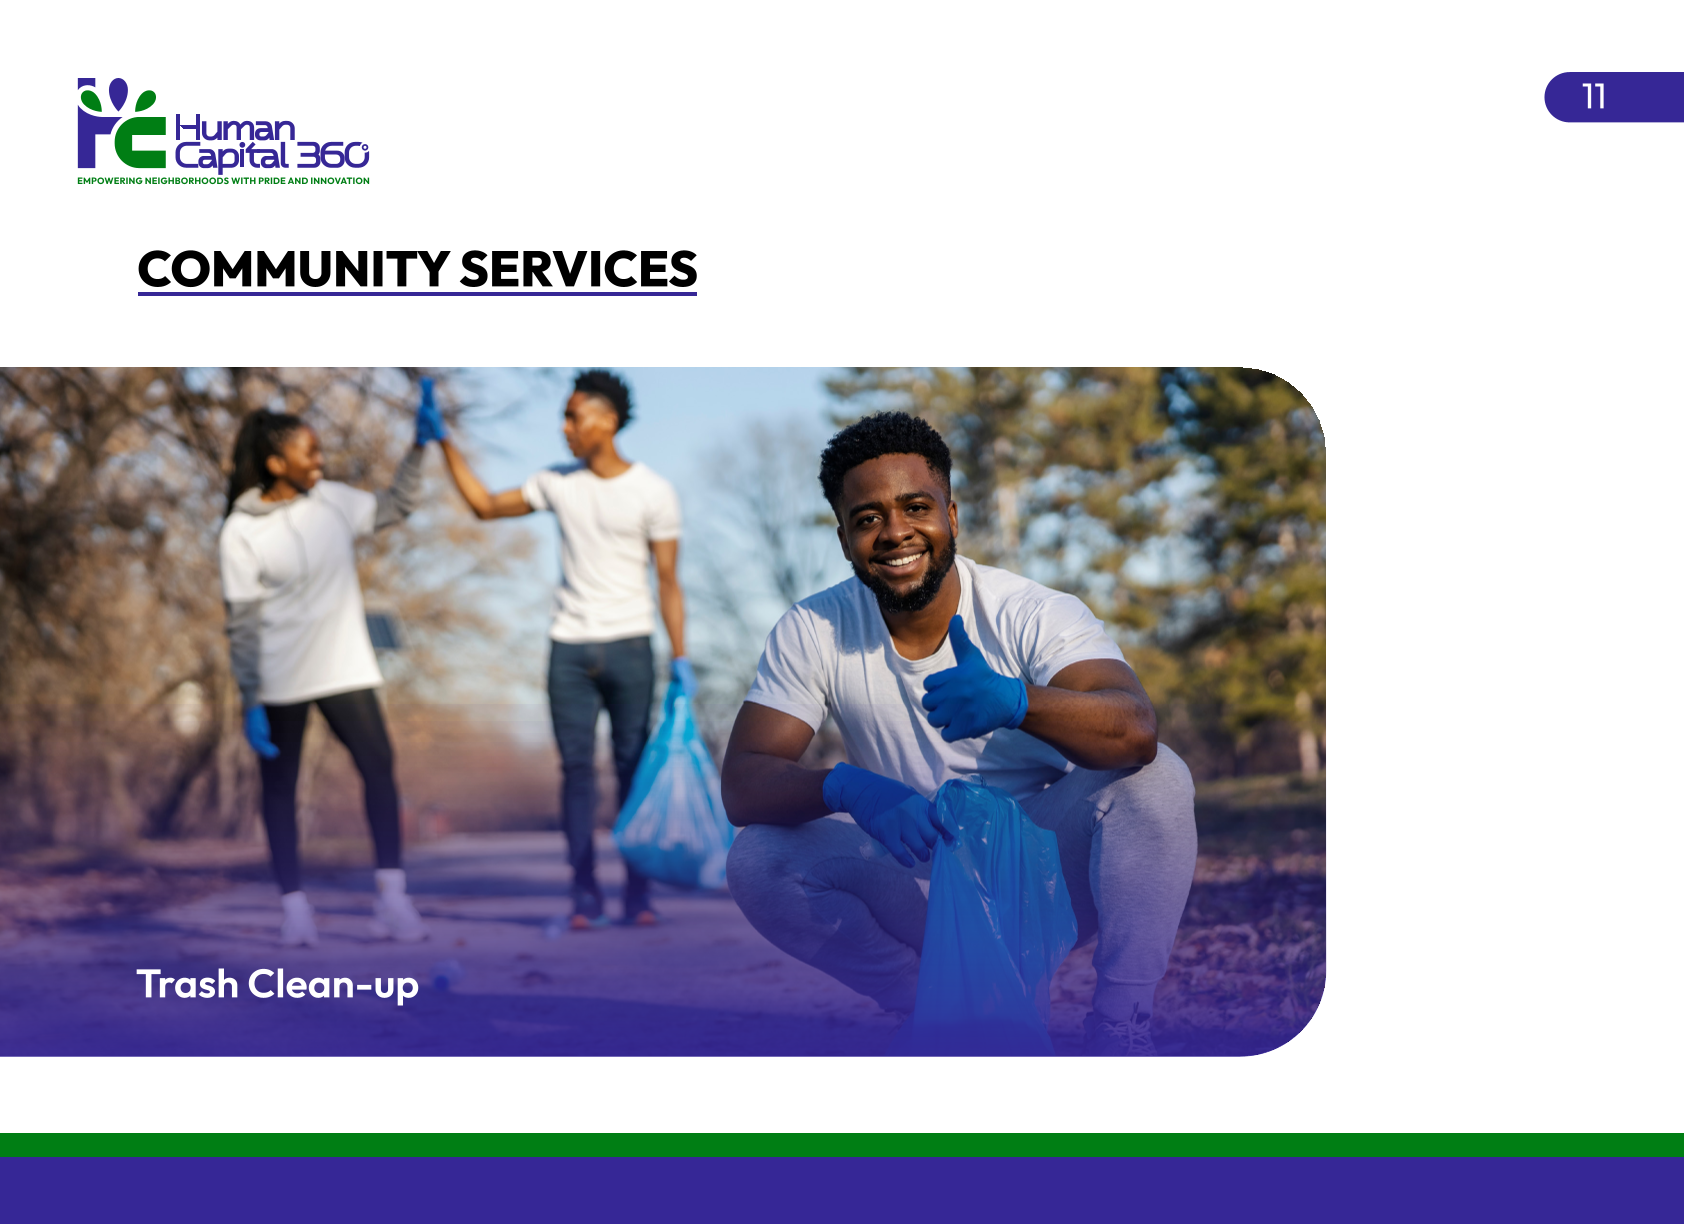 Human
Capital 360°
EMPOWERING NEIGHBORHOODS WITH PRIDE AND INNOVATION
11
COMMUNITY SERVICES
Trash Clean-up